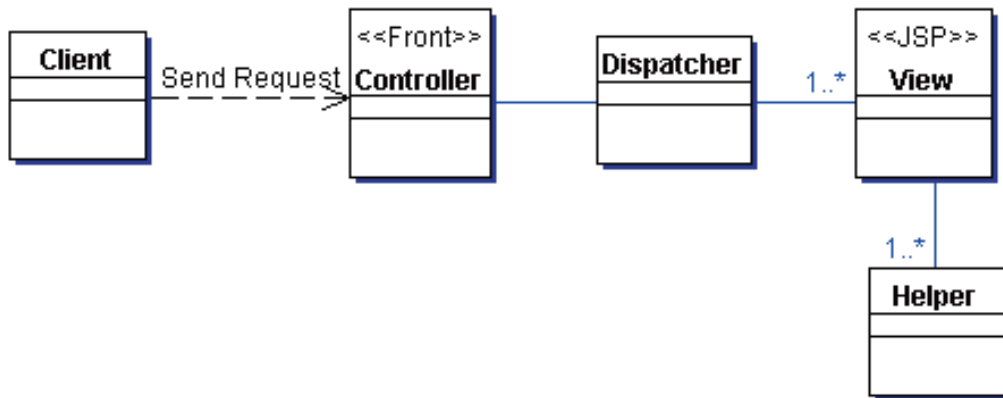 Client
Send Request
<<Front>>
Controller
Dispatcher
1..*
<<JSP>>
View
1..*
Helper